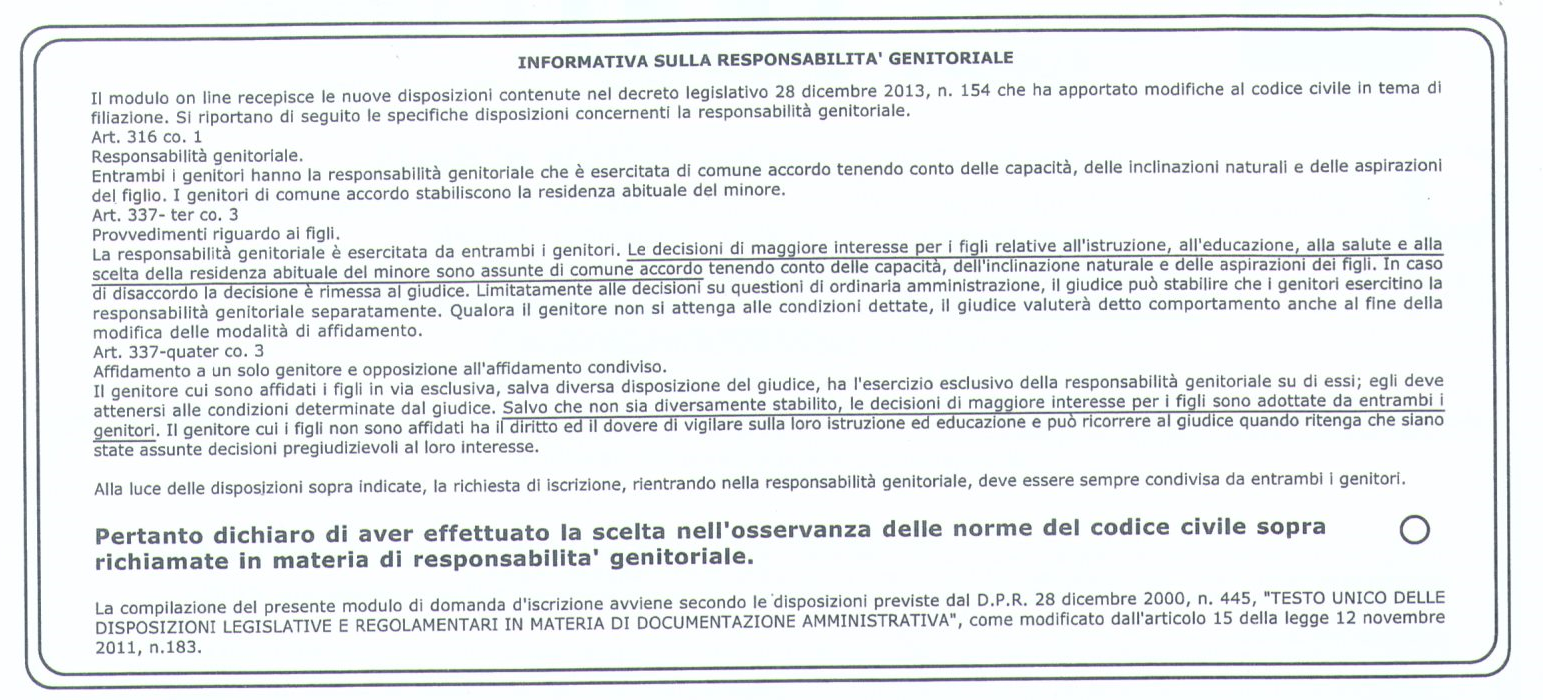 INFORMATIVA SULLA RESPONSABILITA' GENITORIALE
Il modulo on line recepisce le nuove disposizioni contenute nel decreto legislativo 28 dicembre 2013, n. 154 che ha apportato modifiche al codice civile in tema di
filiazione. Si riportano di seguito le specifiche disposizioni concernenti la responsabilità genitoriale.
Art. 316 co. 1
Responsabilità genitoriale.
Entrambi i genitori hanno la responsabilità genitoriale che è esercitata di comune accordo tenendo conto delle capacità, delle inclinazioni naturali e delle aspirazioni
del figlio. I genitori di comune accordo stabiliscono la residenza abituale del minore.
Art. 337- ter co. 3
Provvedimenti riguardo ai figli.
La responsabilità genitoriale è esercitata da entrambi i genitori. Le decisioni di maggiore interesse per i figli relative all'istruzione, all'educazione, alla salute e alla
scelta della residenza abituale del minore sono assunte di comune accordo tenendo conto delle capacità, dell'inclinazione naturale e delle aspirazioni dei figli. In caso
di disaccordo la decisione è rimessa al giudice. Limitatamente alle decisioni su questioni di ordinaria amministrazione, il giudice può stabilire che i genitori esercitino la
responsabilità genitoriale separatamente. Qualora il genitore non si attenga alle condizioni dettate, il giudice valuterà detto comportamento anche al fine della
modifica delle modalità di affidamento.
Art. 337-quater co. 3
Affidamento a un solo genitore e opposizione all'affidamento condiviso.
Il genitore cui sono affidati i figli in via esclusiva, salva diversa disposizione del giudice, ha l'esercizio esclusivo della responsabilità genitoriale su di essi; egli deve
attenersi alle condizioni determinate dal giudice. Salvo che non sia diversamente stabilito, le decisioni di maggiore interesse per i figli sono adottate da entrambi i
genitori. Il genitore cui i figli non sono affidati ha il diritto ed il dovere di vigilare sulla loro istruzione ed educazione e può ricorrere al giudice quando ritenga che siano
state assunte decisioni pregiudizievoli al loro interesse.
Alla luce delle disposizioni sopra indicate, la richiesta di iscrizione, rientrando nella responsabilità genitoriale, deve essere sempre condivisa da entrambi i genitori.
Pertanto dichiaro di aver effettuato la scelta nell'osservanza delle norme del codice civile sopra
richiamate in materia di responsabilita' genitoriale.
La compilazione del presente modulo di domanda d'iscrizione avviene secondo le disposizioni previste dal D.P.R. 28 dicembre 2000, n. 445, "TESTO UNICO DELLE
DISPOSIZIONI LEGISLATIVE E REGOLAMENTARI IN MATERIA DI DOCUMENTAZIONE AMMINISTRATIVA", come modificato dall'articolo 15 della legge 12 novembre
2011, n.183.